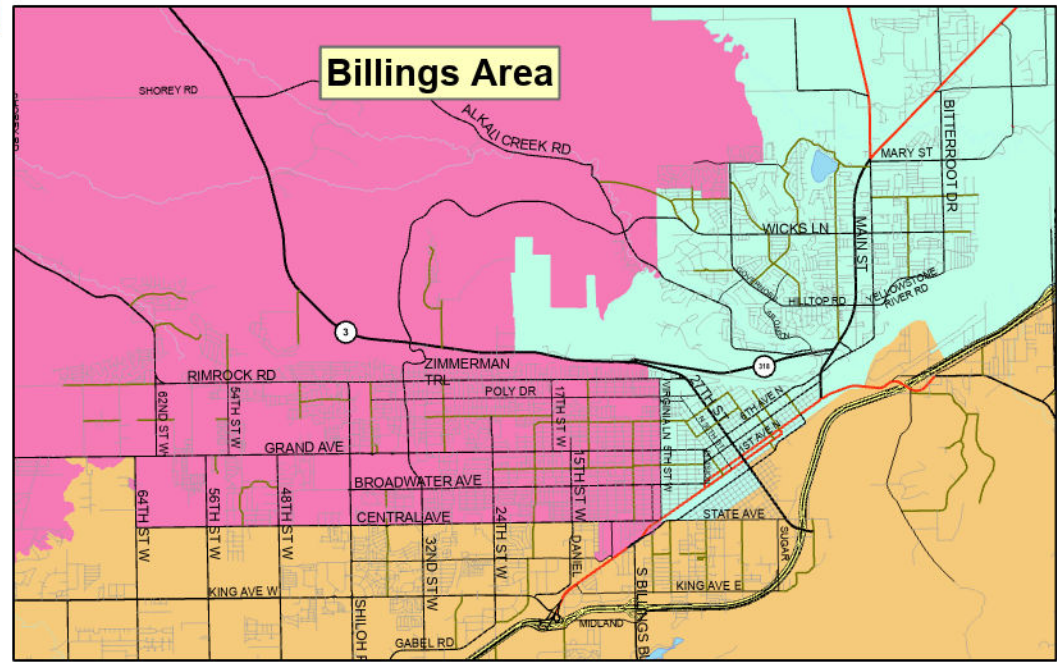 Billings Area
SHOREY RD
ALKALI CREEK RD
MARY ST
BITTERROOT DR
WICKS LN
MAIN ST
HILLTOP RD
YELLOWSTONE
RIVER RD
3
318
ZIMMERMAN
TRL
RIMROCK RD
POLY DR
62ND ST W
54TH ST W
17TH ST W
VIRGINIA LN
5TH ST W
27TH ST
6TH AVE N
1ST AVE N
GRAND AVE
BROADWATER AVE
15TH ST W
CENTRAL AVE
STATE AVE
64TH ST W
56TH ST W
48TH ST W
32ND ST W
24TH ST W
DANIEL
SUGAR
KING AVE W
KING AVE E
SHILOH R
S BILLINGS B
MIDLAND
GABEL RD